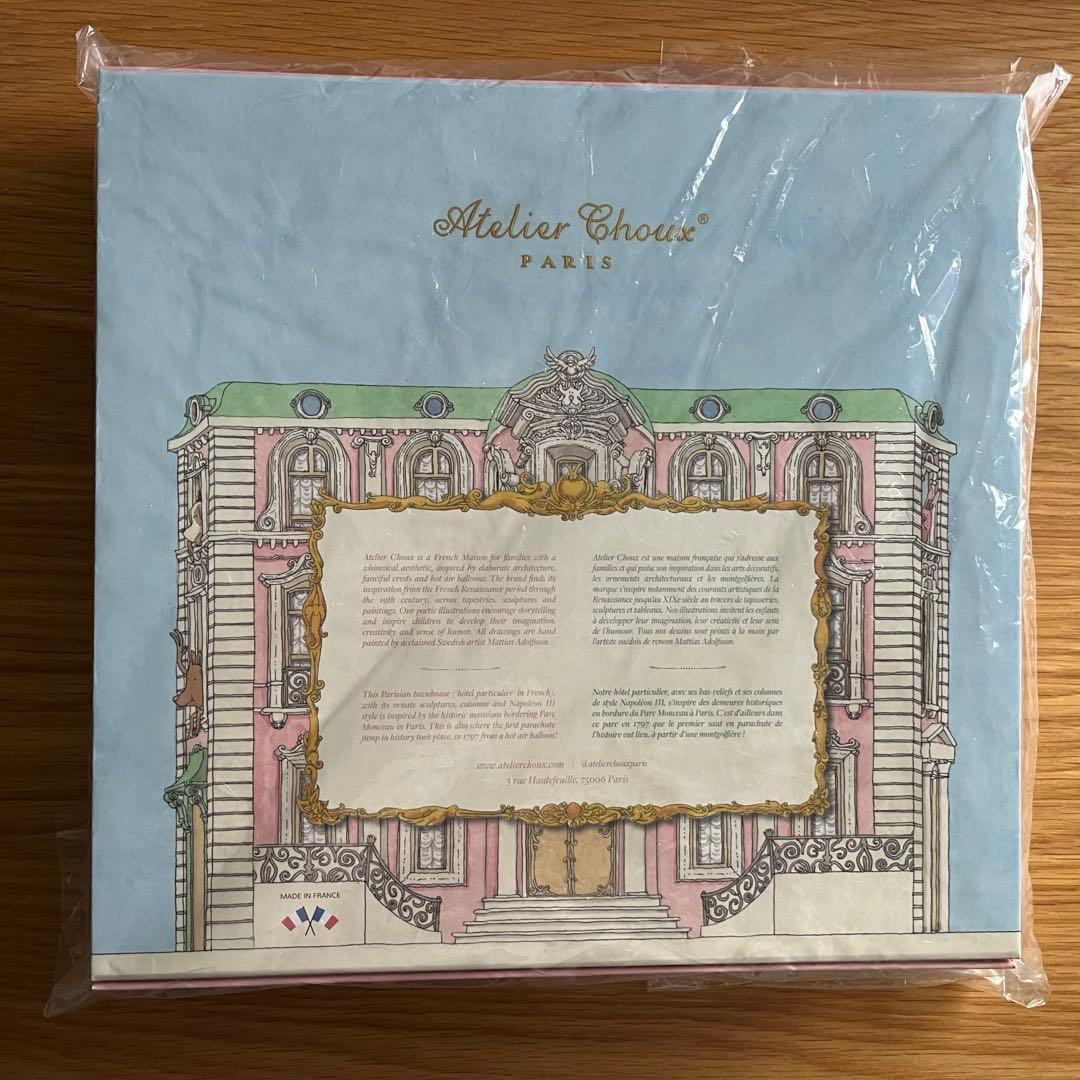 Atelier Choux®
PARIS
Atelier Choux is a French Maison for families with a
whimsical aesthetic, inspired by elaborate architecture,
fanciful crests and hot air balloons. The brand finds its
inspiration from the French Renaissance period through
the 19th century, across tapestries, sculptures and
paintings. Our poetic illustrations encourage storytelling
and inspire children to develop their imagination,
creativity and sense of humor. All drawings are hand
painted by acclaimed Swedish artist Mattias Adolfsson.
This Parisian townhouse ('hôtel particulier' in French),
with its ornate sculptures, columns and Napoleon III
style is inspired by the historic mansions bordering Parc
Monceau in Paris. This is also where the first parachute
jump in history took place, in 1797 from a hot air balloon!
Atelier Choux est une maison française qui s'adresse aux
familles et qui puise son inspiration dans les arts décoratifs,
les ornements architecturaux et les montgolfières. La
marque s'inspire notamment des courants artistiques de la
Renaissance jusqu'au XIXe siècle au travers de tapisseries,
sculptures et tableaux. Nos illustrations invitent les enfants
à développer leur imagination, leur créativité et leur sens
de l'humour. Tous nos dessins sont peints à la main par
l'artiste suédois de renom Mattias Adolfsson.
Notre hôtel particulier, avec ses bas-reliefs et ses colonnes
de style Napoléon III, s'inspire des demeures historiques
en bordure du Parc Monceau à Paris. C'est d'ailleurs dans
ce parc en 1797 que le premier saut en parachute de
l'histoire eut lieu, à partir d'une montgolfière !
www.atelierchoux.com | @atelierchouxparis
3 rue Hautefeuille, 75006 Paris
MADE IN FRANCE